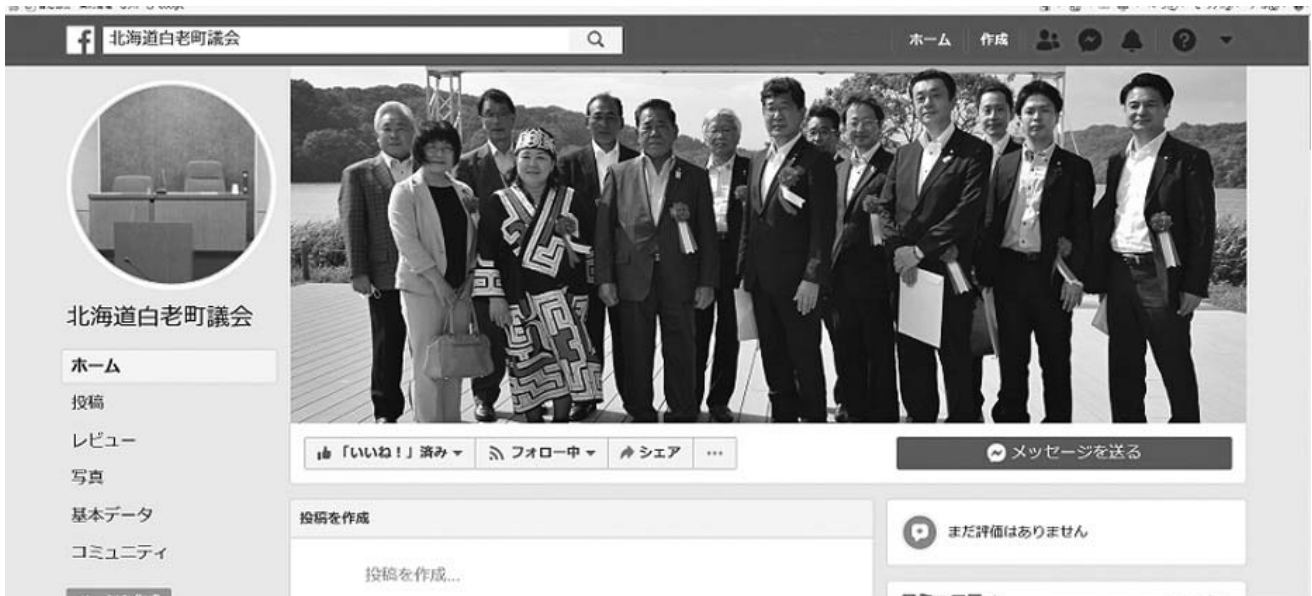 北海道白老町議会
ホーム 作成
北海道白老町議会
ホーム
投稿
レビュー
写真
基本データ
コミュニティ
「いいね!」済み フォロー中 シェア ...
メッセージを送る
投稿を作成
投稿を作成...
まだ評価はありません